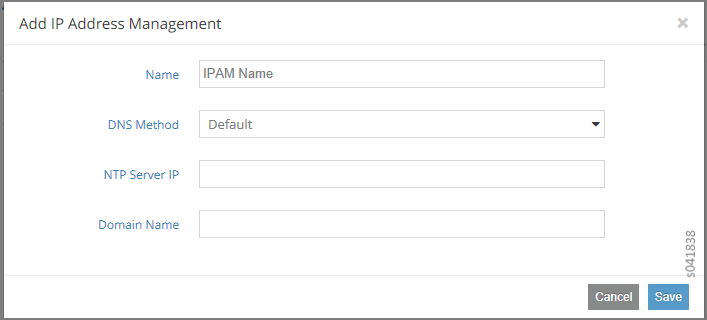 Add IP Address Management ×
Name IPAM Name
DNS Method Default
NTP Server IP
Domain Name
s041838
Cancel Save